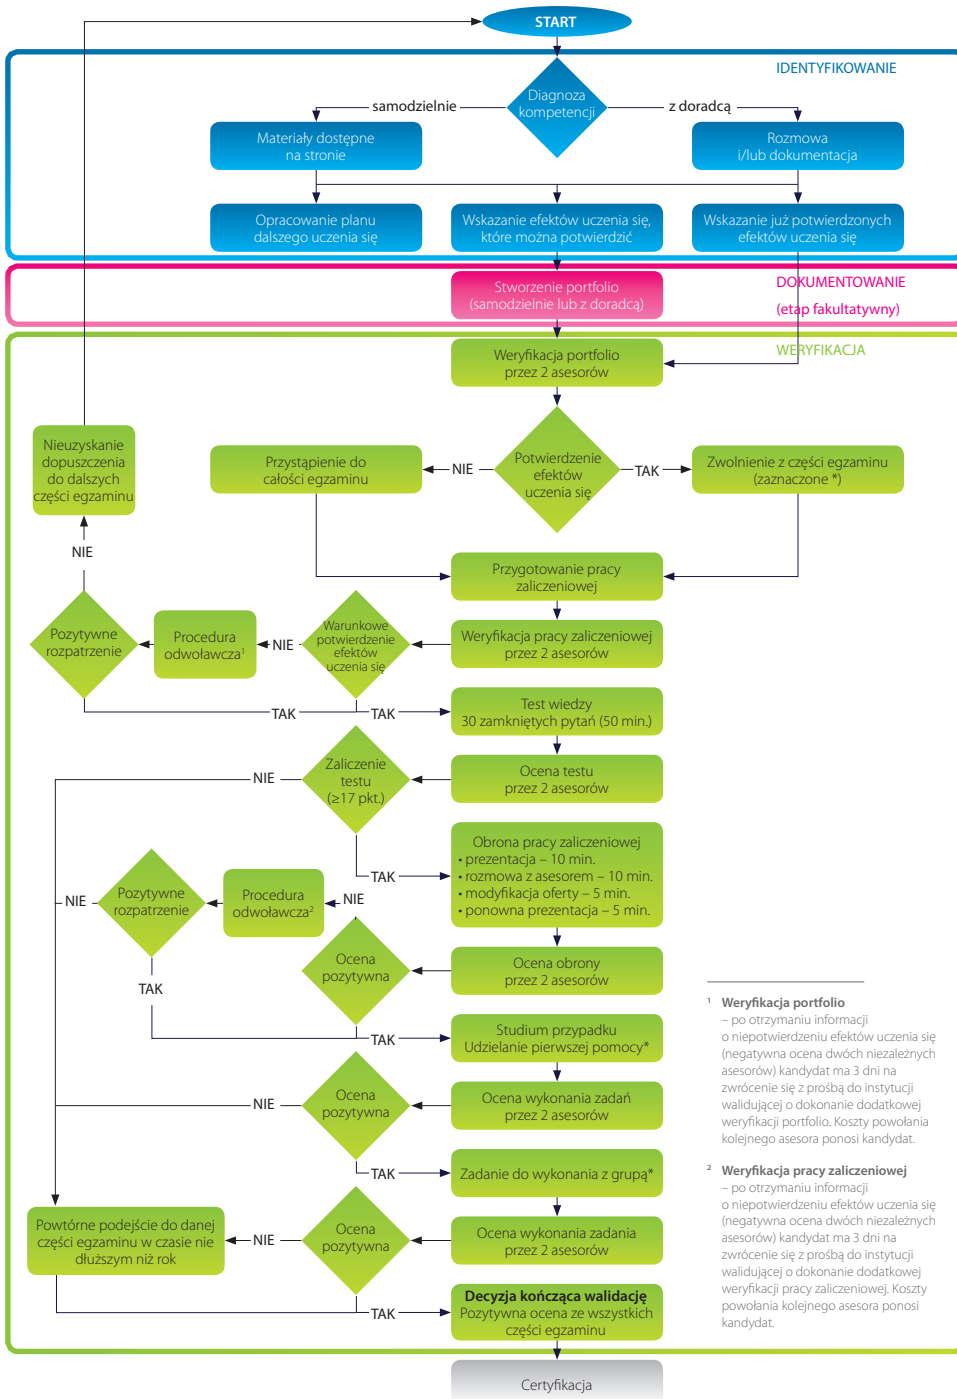 START
IDENTYFIKOWANIE
Diagnoza
kompetencji
samodzielnie
z doradcą
Materiały dostępne
na stronie
Rozmowa
i/lub dokumentacja
Opracowanie planu
dalszego uczenia się
Wskazanie efektów uczenia się,
które można potwierdzić
Wskazanie już potwierdzonych
efektów uczenia się
DOKUMENTOWANIE
(etap fakultatywny)
Stworzenie portfolio
(samodzielnie lub z doradcą)
WERYFIKACJA
Weryfikacja portfolio
przez 2 asesorów
Nieuzyskanie
dopuszczenia
do dalszych
części egzaminu
Przystąpienie do
całości egzaminu
NIE
Potwierdzenie
efektów
uczenia się
TAK
Zwolnienie z części egzaminu
(zaznaczone *)
NIE
Przygotowanie pracy
zaliczeniowej
Pozytywne
rozpatrzenie
Procedura
odwoławcza¹
NIE
Warunkowe
potwierdzenie
efektów
uczenia się
Weryfikacja pracy zaliczeniowej
przez 2 asesorów
TAK
TAK
Test wiedzy
30 zamkniętych pytań (50 min.)
NIE
Zaliczenie
testu
(≥17 pkt.)
Ocena testu
przez 2 asesorów
TAK
Obrona pracy zaliczeniowej
• prezentacja – 10 min.
• rozmowa z asesorem – 10 min.
• modyfikacja oferty – 5 min.
• ponowna prezentacja – 5 min.
NIE
Pozytywne
rozpatrzenie
Procedura
odwoławcza²
NIE
Ocena
pozytywna
Ocena obrony
przez 2 asesorów
TAK
TAK
Studium przypadku
Udzielanie pierwszej pomocy*
NIE
Ocena
pozytywna
Ocena wykonania zadań
przez 2 asesorów
TAK
Zadanie do wykonania z grupą*
Powtórne podejście do danej
części egzaminu w czasie nie
dłuższym niż rok
NIE
Ocena
pozytywna
Ocena wykonania zadania
przez 2 asesorów
TAK
Decyzja kończąca walidację
Pozytywna ocena ze wszystkich
części egzaminu
Certyfikacja
¹ Weryfikacja portfolio
– po otrzymaniu informacji
o niepotwierdzeniu efektów uczenia się
(negatywna ocena dwóch niezależnych
asesorów) kandydat ma 3 dni na
zwrócenie się z prośbą do instytucji
walidującej o dokonanie dodatkowej
weryfikacji portfolio. Koszty powołania
kolejnego asesora ponosi kandydat.
² Weryfikacja pracy zaliczeniowej
– po otrzymaniu informacji
o niepotwierdzeniu efektów uczenia się
(negatywna ocena dwóch niezależnych
asesorów) kandydat ma 3 dni na
zwrócenie się z prośbą do instytucji
walidującej o dokonanie dodatkowej
weryfikacji pracy zaliczeniowej. Koszty
powołania kolejnego asesora ponosi
kandydat.